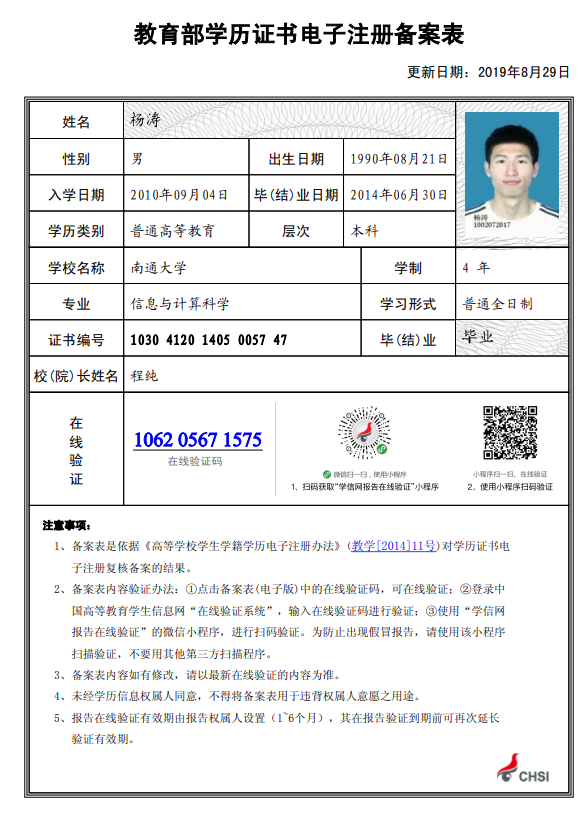 教育部学历证书电子注册备案表
更新日期：2019年8月29日
姓名 杨涛
性别 男 出生日期 1990年08月21日
入学日期 2010年09月04日 毕(结)业日期 2014年06月30日
学历类别 普通高等教育 层次 本科
杨涛
1002072017
学校名称 南通大学 学制 4 年
专业 信息与计算科学 学习形式 普通全日制
证书编号 1030 4120 1405 0057 47 毕(结)业 毕业
校(院)长姓名 程纯
在线验证
1062 0567 1575
在线验证码
微信扫一扫，使用小程序
1、扫码获取“学信网报告在线验证”小程序
小程序扫一扫，在线验证
2、使用小程序扫码验证
注意事项：
1、备案表是依据《高等学校学生学籍学历电子注册办法》(教学[2014]11号)对学历证书电
子注册复核备案的结果。
2、备案表内容验证办法：①点击备案表(电子版)中的在线验证码，可在线验证；②登录中
国高等教育学生信息网“在线验证系统”，输入在线验证码进行验证；③使用“学信网
报告在线验证”的微信小程序，进行扫码验证。为防止出现假冒报告，请使用该小程序
扫描验证，不要用其他第三方扫描程序。
3、备案表内容如有修改，请以最新在线验证的内容为准。
4、未经学历信息权属人同意，不得将备案表用于违背权属人意愿之用途。
5、报告在线验证有效期由报告权属人设置（1~6个月），其在报告验证到期前可再次延长
验证有效期。
CHSI